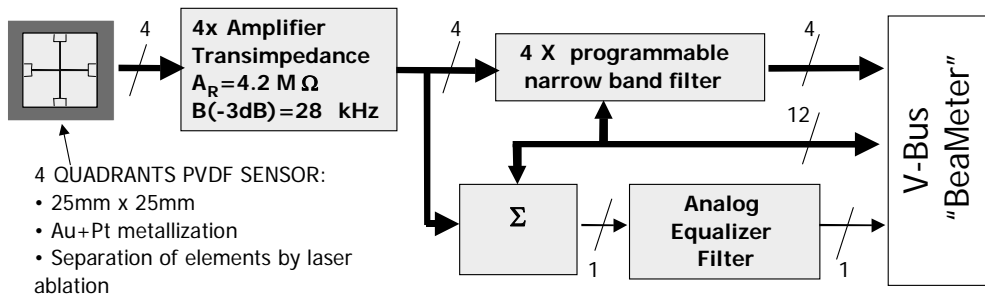 4
4x Amplifier
Transimpedance
A_R=4.2 M Ω
B(-3dB)=28 kHz
4
4 X programmable
narrow band filter
4
12
V-Bus
"BeaMeter"
4 QUADRANTS PVDF SENSOR:
• 25mm x 25mm
• Au+Pt metallization
• Separation of elements by laser
ablation
Σ
1
Analog
Equalizer
Filter
1